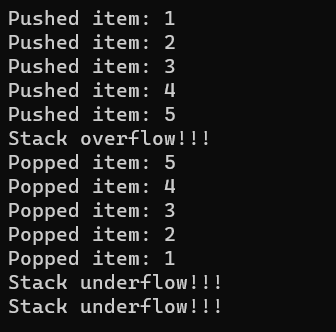 Pushed item: 1
Pushed item: 2
Pushed item: 3
Pushed item: 4
Pushed item: 5
Stack overflow!!!
Popped item: 5
Popped item: 4
Popped item: 3
Popped item: 2
Popped item: 1
Stack underflow!!!
Stack underflow!!!